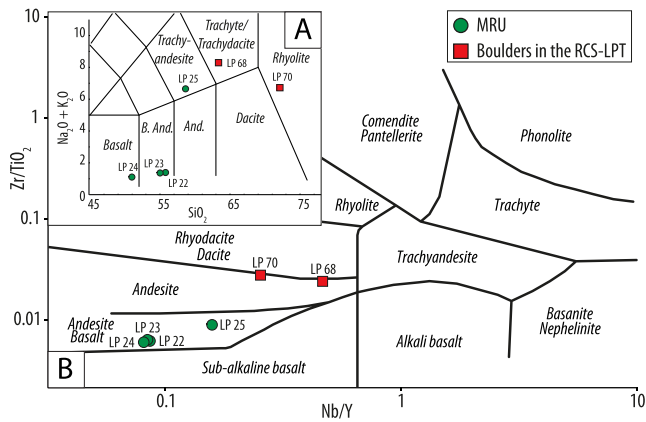 10
1
0.1
0.01
Zr/TiO2
0.1
1
10
Nb/Y
A
10
8
6
4
2
0
Na2O + K2O
45
55
65
75
SiO2
Trachyte/
Trachydacite
Trachy-
andesite
LP 68
Rhyolite
LP 70
LP 25
B. And.
And.
Dacite
Basalt
LP 24
LP 23
LP 22
MRU
Boulders in the RCS-LPT
Comendite
Pantellerite
Phonolite
Rhyolite
Trachyte
Rhyodacite
Dacite
LP 70
LP 68
Trachyandesite
Andesite
Andesite
Basalt
LP 23
LP 24
LP 22
LP 25
Basanite
Nephelinite
Alkali basalt
Sub-alkaline basalt
B